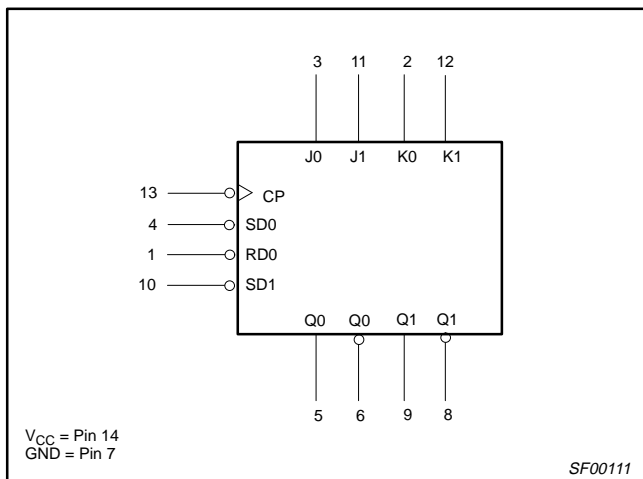 3 11 2 12
J0 J1 K0 K1
13 CP
4 SD0
1 RD0
10 SD1
Q0 Q0 Q1 Q1
5 6 9 8
VCC = Pin 14
GND = Pin 7
SF00111